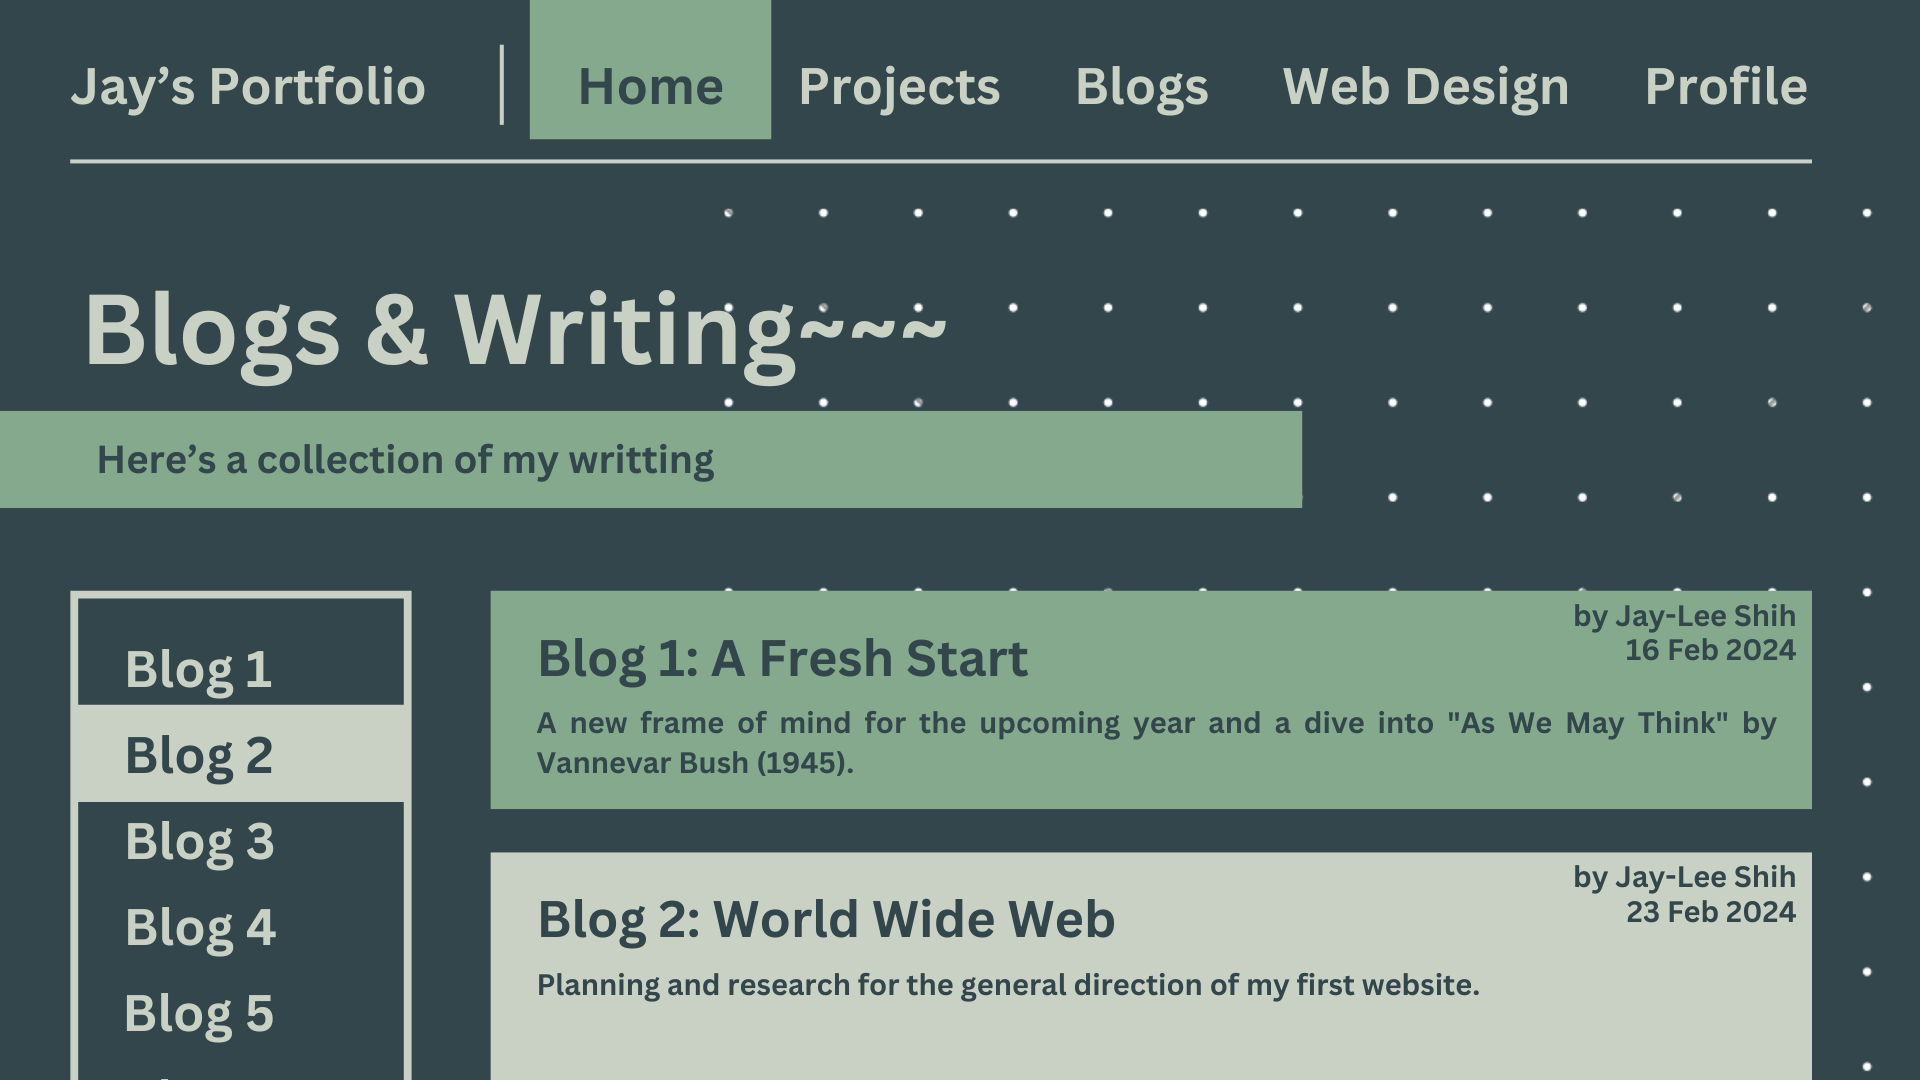 Jay’s Portfolio
Home
Projects
Blogs
Web Design
Profile
Blogs & Writing~~~
Here’s a collection of my writting
Blog 1
Blog 2
Blog 3
Blog 4
Blog 5
Blog 1: A Fresh Start
by Jay-Lee Shih
16 Feb 2024
A new frame of mind for the upcoming year and a dive into "As We May Think" by
Vannevar Bush (1945).
Blog 2: World Wide Web
by Jay-Lee Shih
23 Feb 2024
Planning and research for the general direction of my first website.